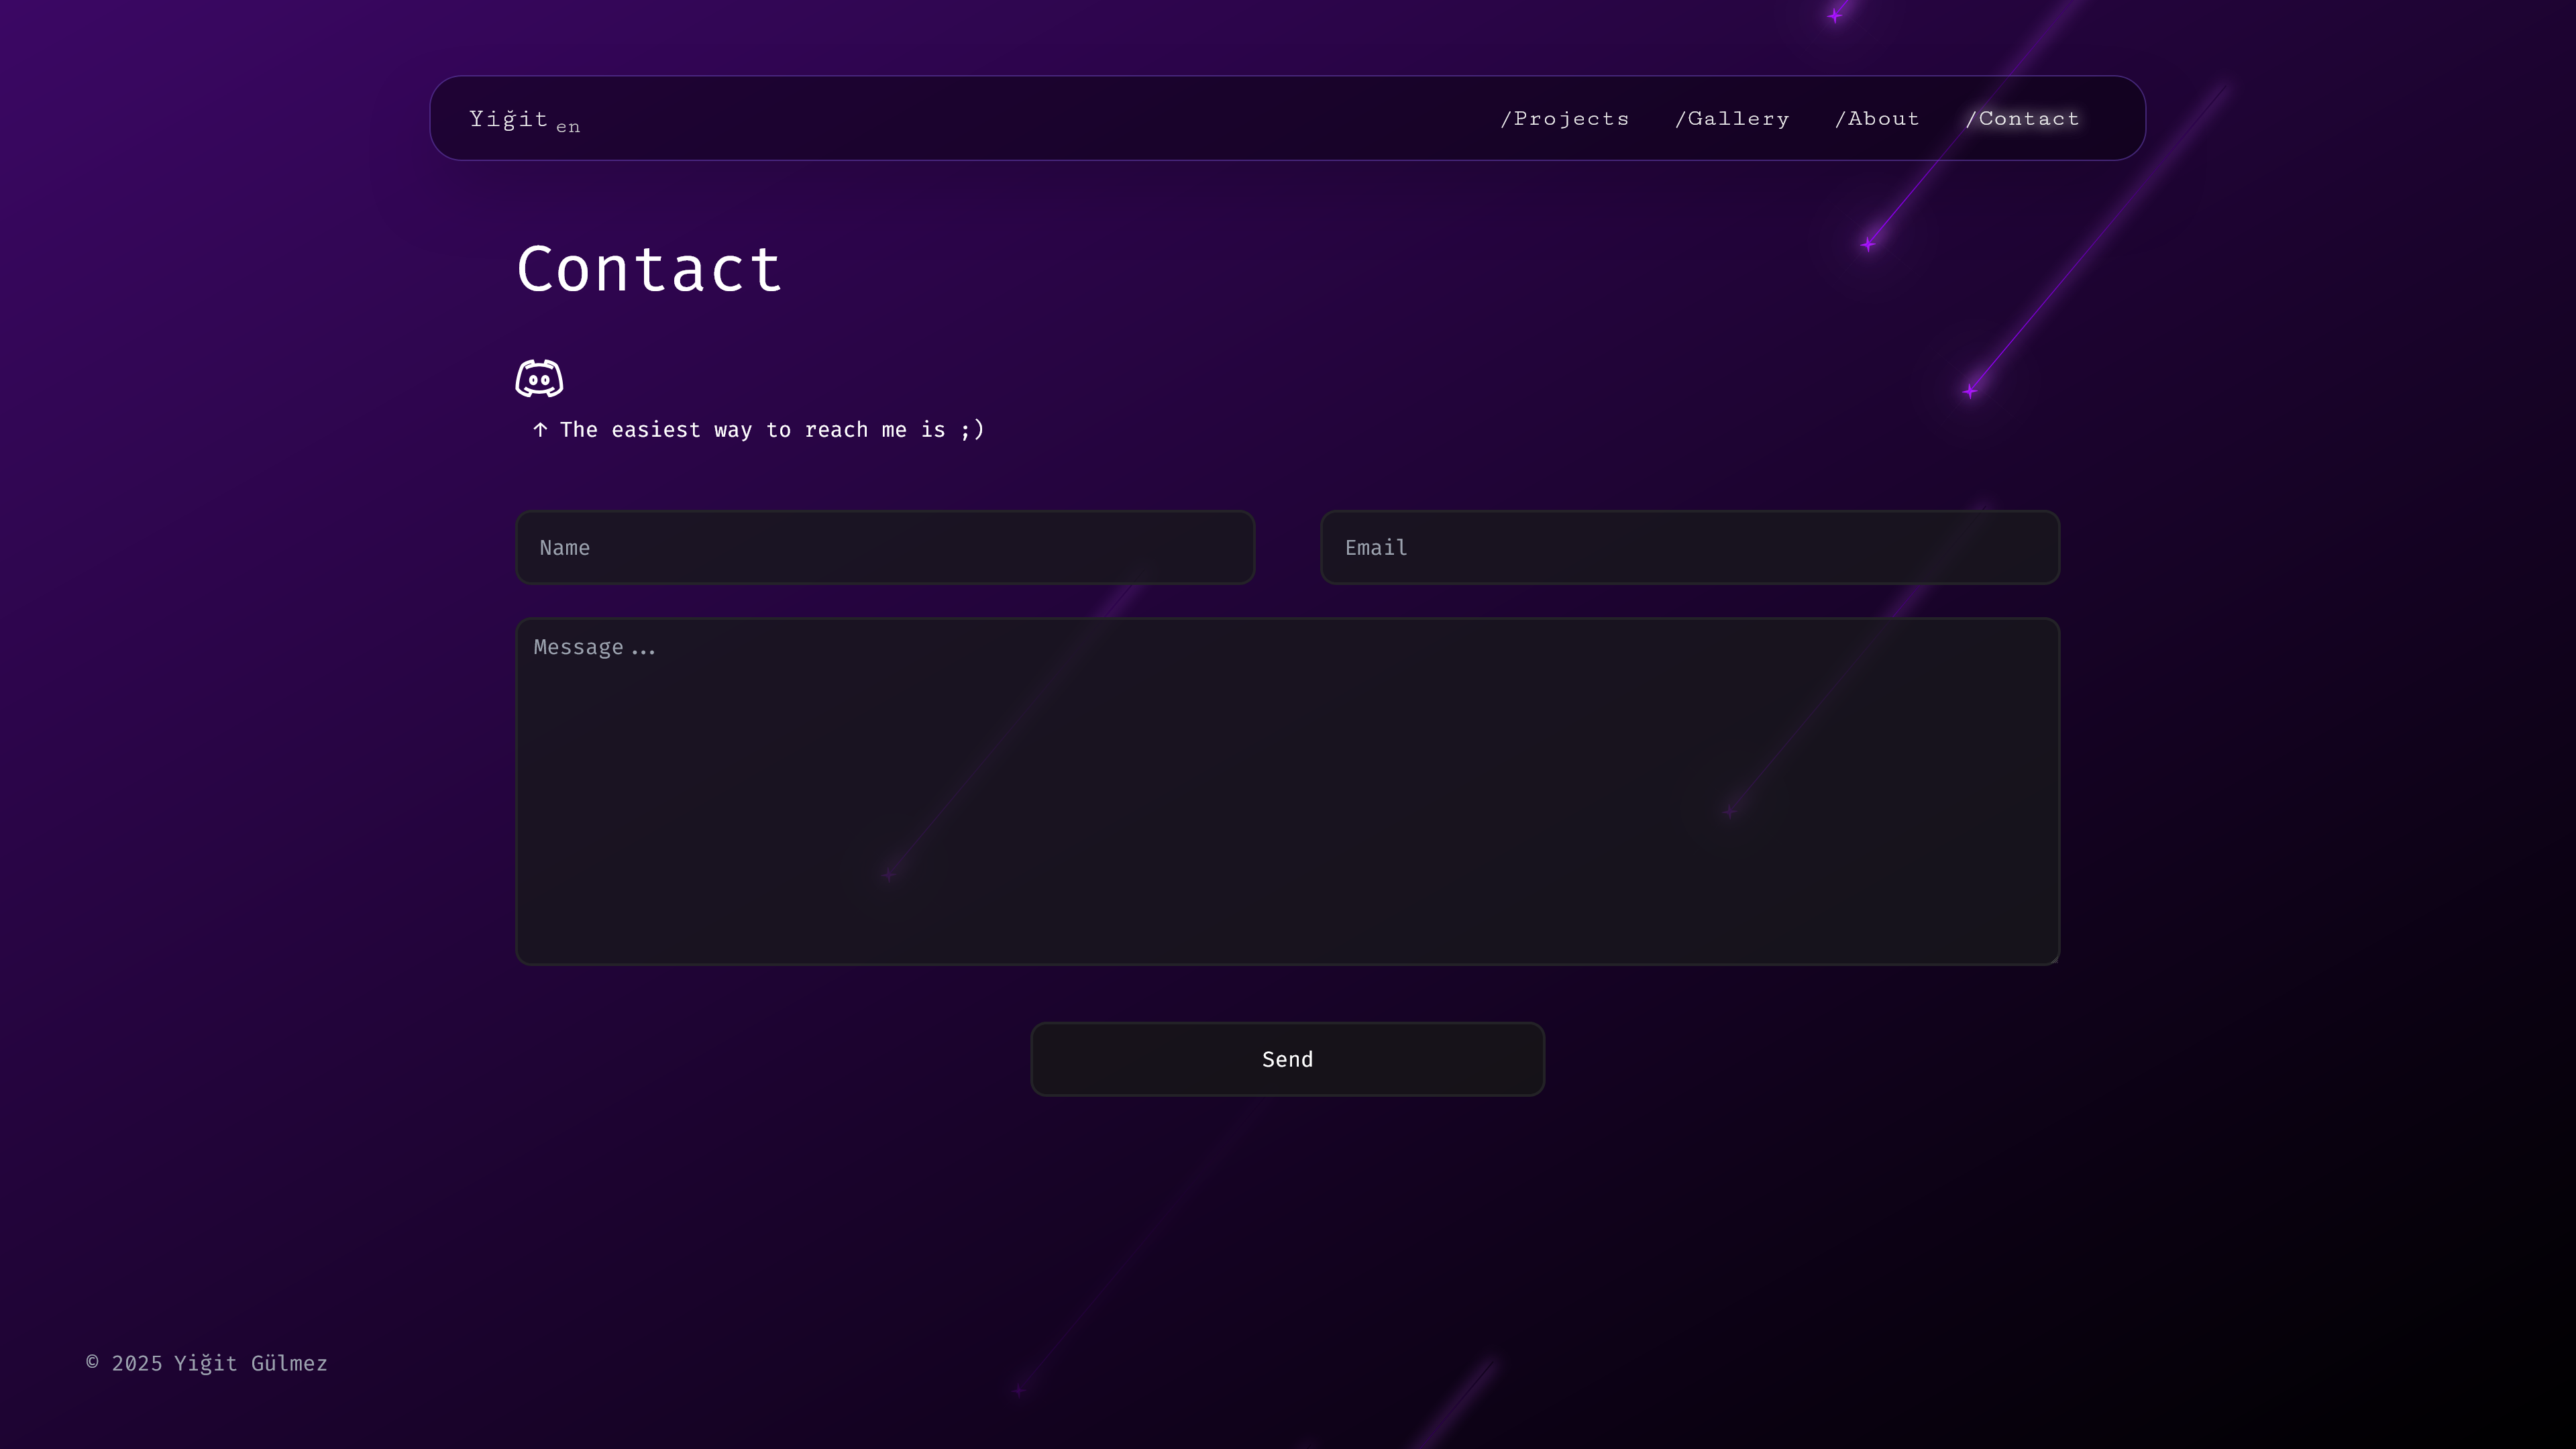 Yiğit en
/Projects /Gallery /About /Contact
Contact
↑ The easiest way to reach me is ;)
Name
Email
Message...
Send
© 2025 Yiğit Gülmez